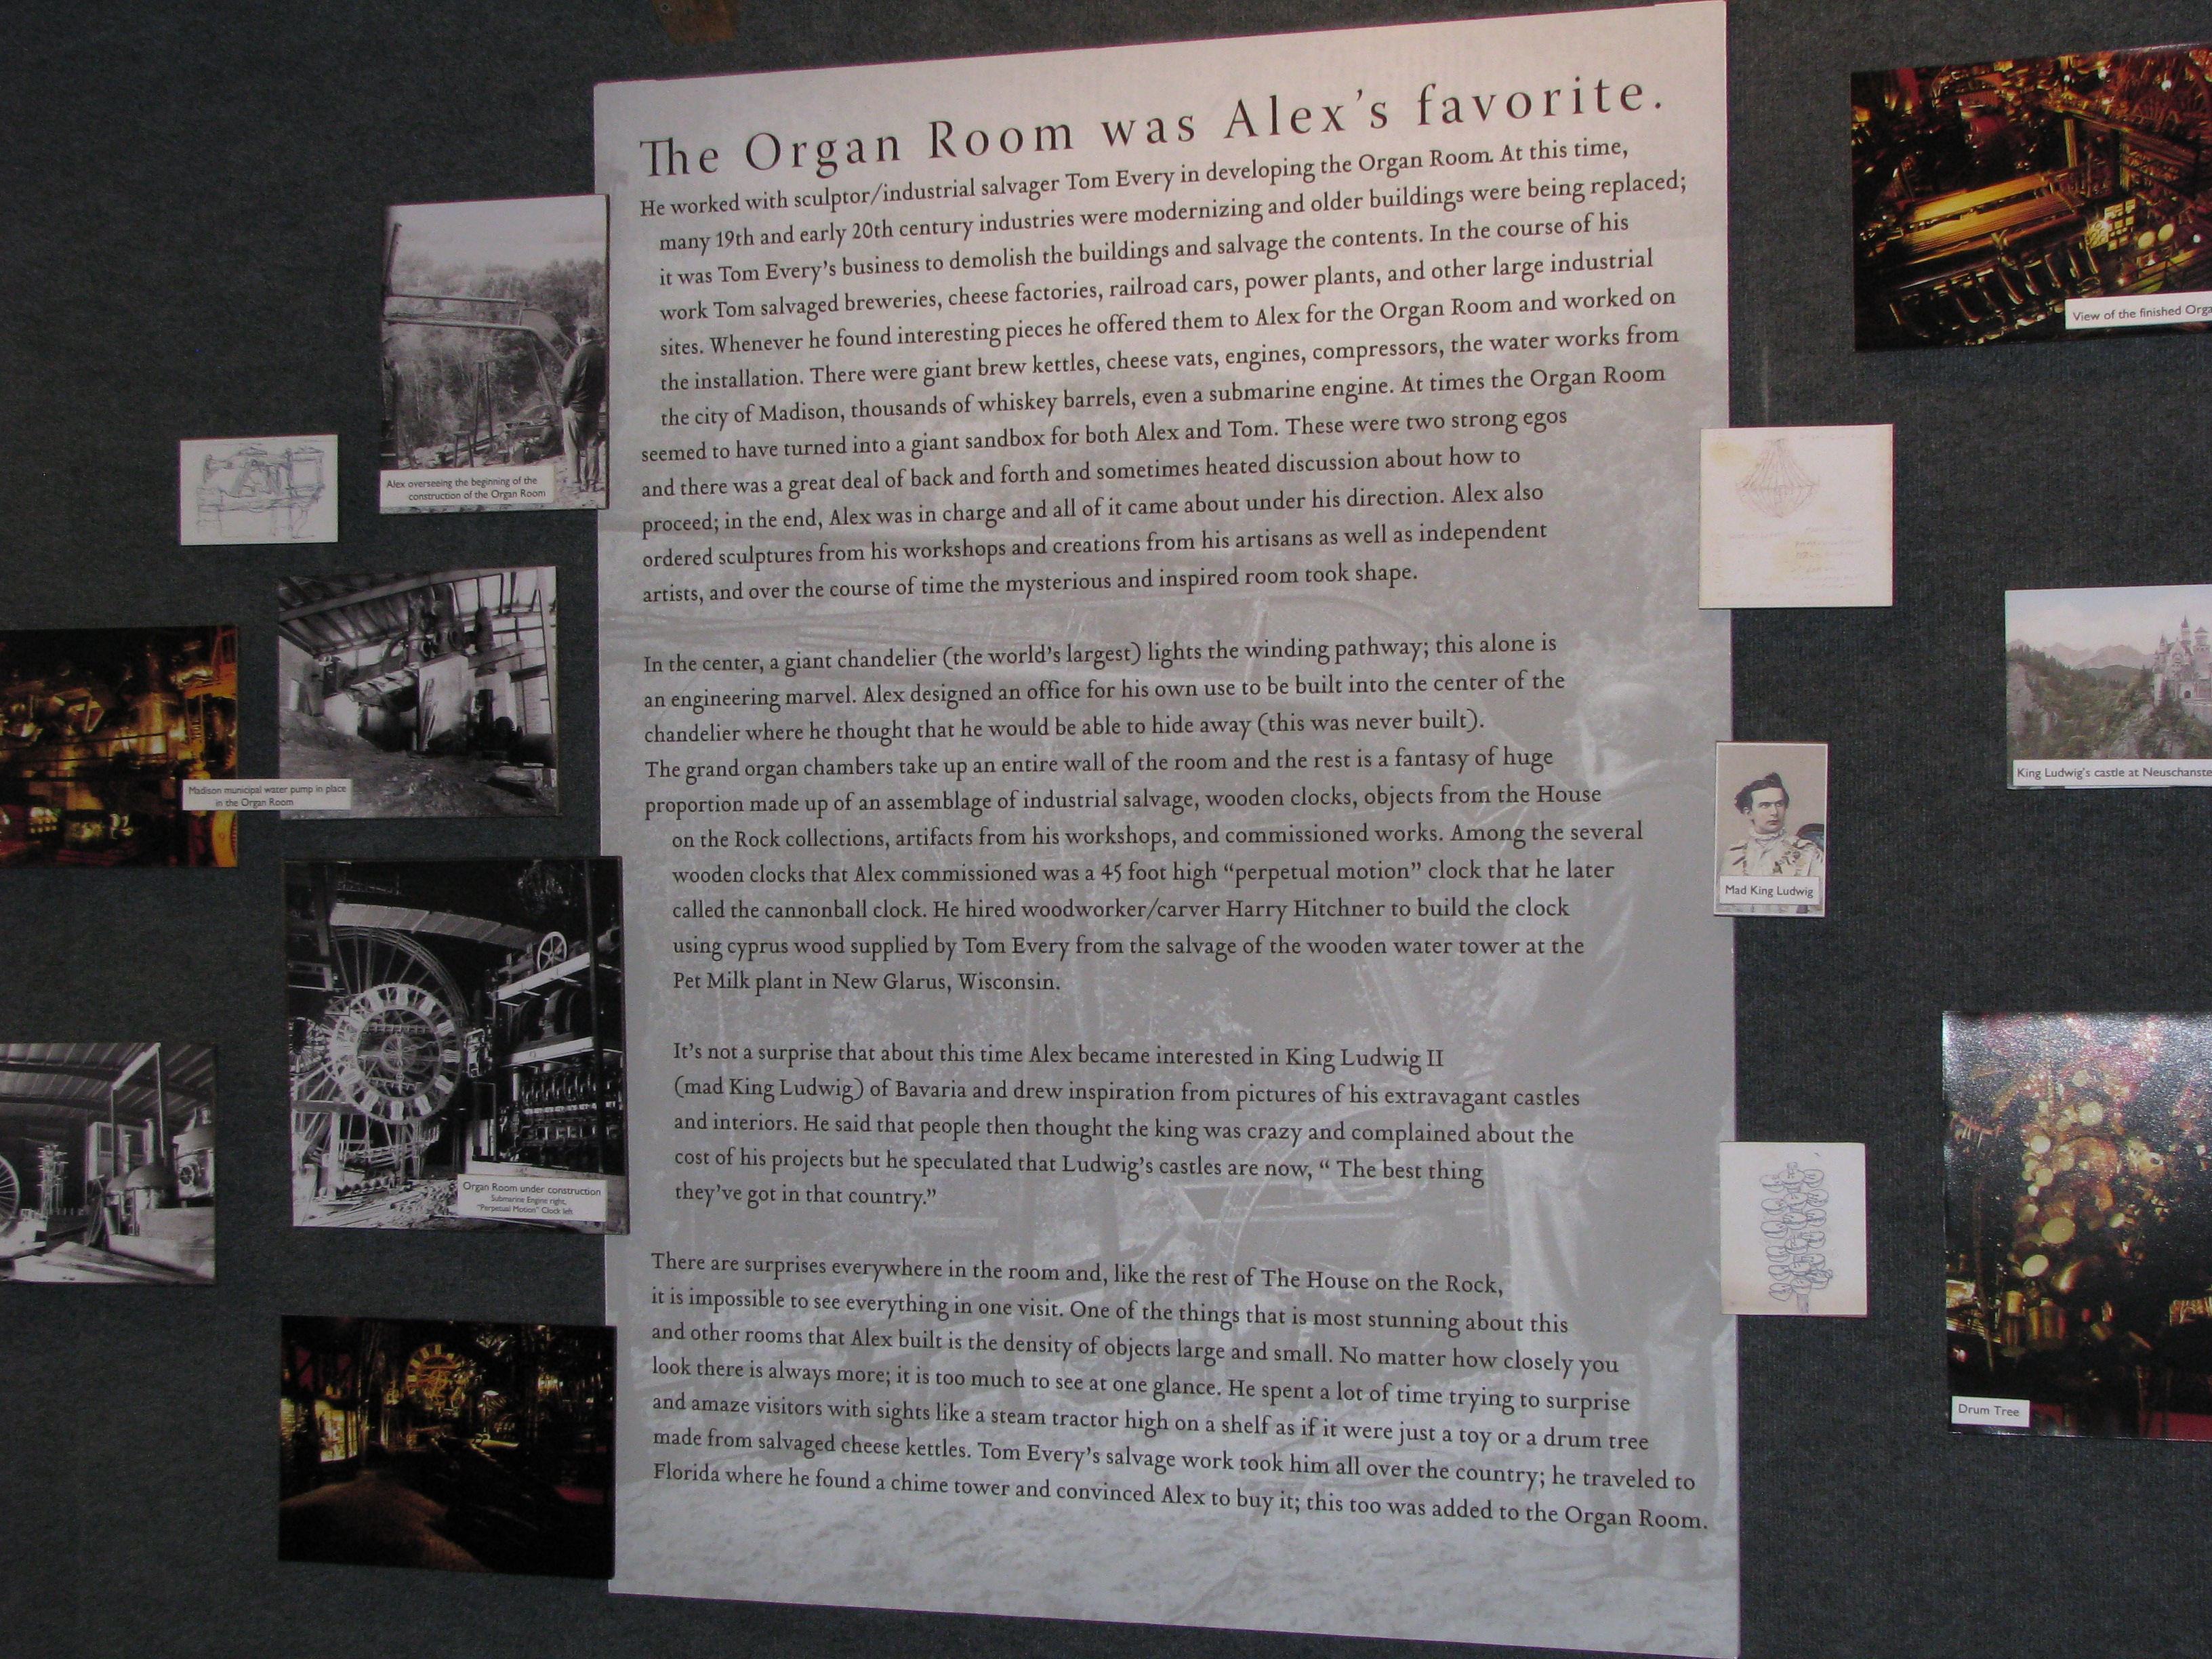 The Organ Room was Alex's favorite.
He worked with sculptor/industrial salvager Tom Every in developing the Organ Room. At this time,
many 19th and early 20th century industries were modernizing and older buildings were being replaced;
it was Tom Every's business to demolish the buildings and salvage the contents. In the course of his
work Tom salvaged breweries, cheese factories, railroad cars, power plants, and other large industrial
sites. Whenever he found interesting pieces he offered them to Alex for the Organ Room and worked on
the installation. There were giant brew kettles, cheese vats, engines, compressors, the water works from
the city of Madison, thousands of whiskey barrels, even a submarine engine. At times the Organ Room
seemed to have turned into a giant sandbox for both Alex and Tom. These were two strong egos
and there was a great deal of back and forth and sometimes heated discussion about how to
proceed; in the end, Alex was in charge and all of it came about under his direction. Alex also
ordered sculptures from his workshops and creations from his artisans as well as independent
artists, and over the course of time the mysterious and inspired room took shape.
In the center, a giant chandelier (the world's largest) lights the winding pathway; this alone is
an engineering marvel. Alex designed an office for his own use to be built into the center of the
chandelier where he thought that he would be able to hide away (this was never built).
The grand organ chambers take up an entire wall of the room and the rest is a fantasy of huge
proportion made up of an assemblage of industrial salvage, wooden clocks, objects from the House
on the Rock collections, artifacts from his workshops, and commissioned works. Among the several
wooden clocks that Alex commissioned was a 45 foot high "perpetual motion" clock that he later
called the cannonball clock. He hired woodworker/carver Harry Hitchner to build the clock
using cyprus wood supplied by Tom Every from the salvage of the wooden water tower at the
Pet Milk plant in New Glarus, Wisconsin.
It's not a surprise that about this time Alex became interested in King Ludwig II
(mad King Ludwig) of Bavaria and drew inspiration from pictures of his extravagant castles
and interiors. He said that people then thought the king was crazy and complained about the
cost of his projects but he speculated that Ludwig's castles are now, " The best thing
they've got in that country."
There are surprises everywhere in the room and, like the rest of The House on the Rock,
it is impossible to see everything in one visit. One of the things that is most stunning about this
and other rooms that Alex built is the density of objects large and small. No matter how closely you
look there is always more; it is too much to see at one glance. He spent a lot of time trying to surprise
and amaze visitors with sights like a steam tractor high on a shelf as if it were just a toy or a drum tree
made from salvaged cheese kettles. Tom Every's salvage work took him all over the country; he traveled to
Florida where he found a chime tower and convinced Alex to buy it; this too was added to the Organ Room.
Alex overseeing the beginning of the
construction of the Organ Room
Madison municipal water pump in place
in the Organ Room
Organ Room under construction
Submarine Engine right,
"Perpetual Motion" Clock left
View of the finished Orga
King Ludwig's castle at Neuschanste
Mad King Ludwig
Drum Tree